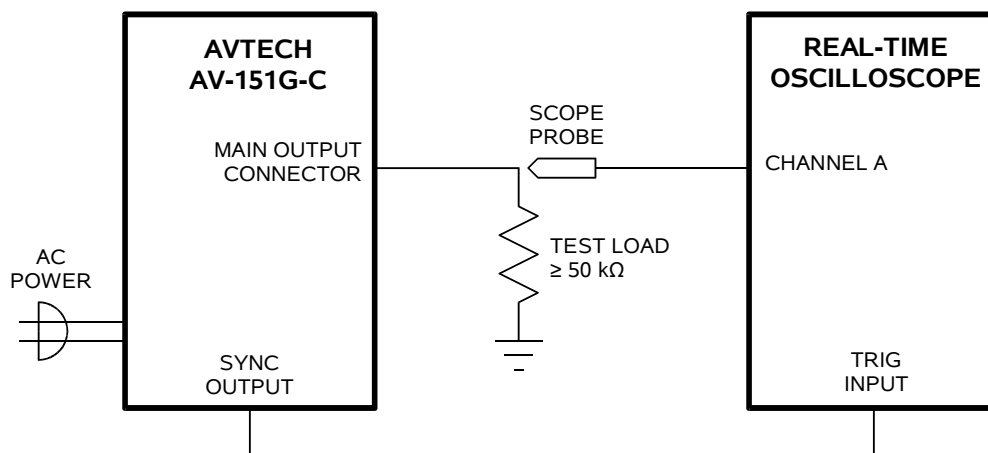 AVTECH
AV-151G-C
MAIN OUTPUT
CONNECTOR
AC
POWER
SYNC
OUTPUT
SCOPE
PROBE
TEST LOAD
≥ 50 kΩ
REAL-TIME
OSCILLOSCOPE
CHANNEL A
TRIG
INPUT